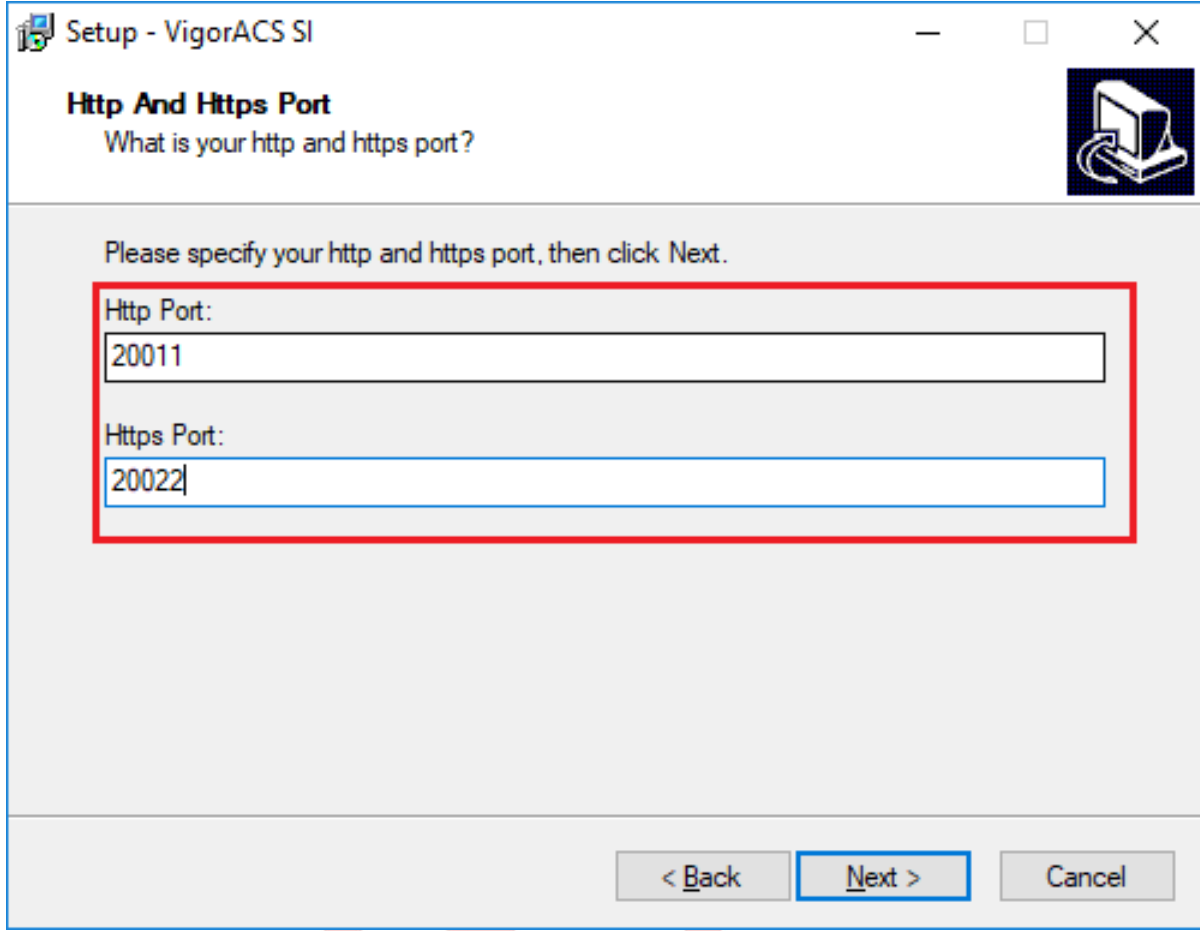 Setup - VigorACS SI
Http And Https Port
What is your http and https port?
Please specify your http and https port, then click Next.
Http Port:
20011
Https Port:
20022
< Back
Next >
Cancel